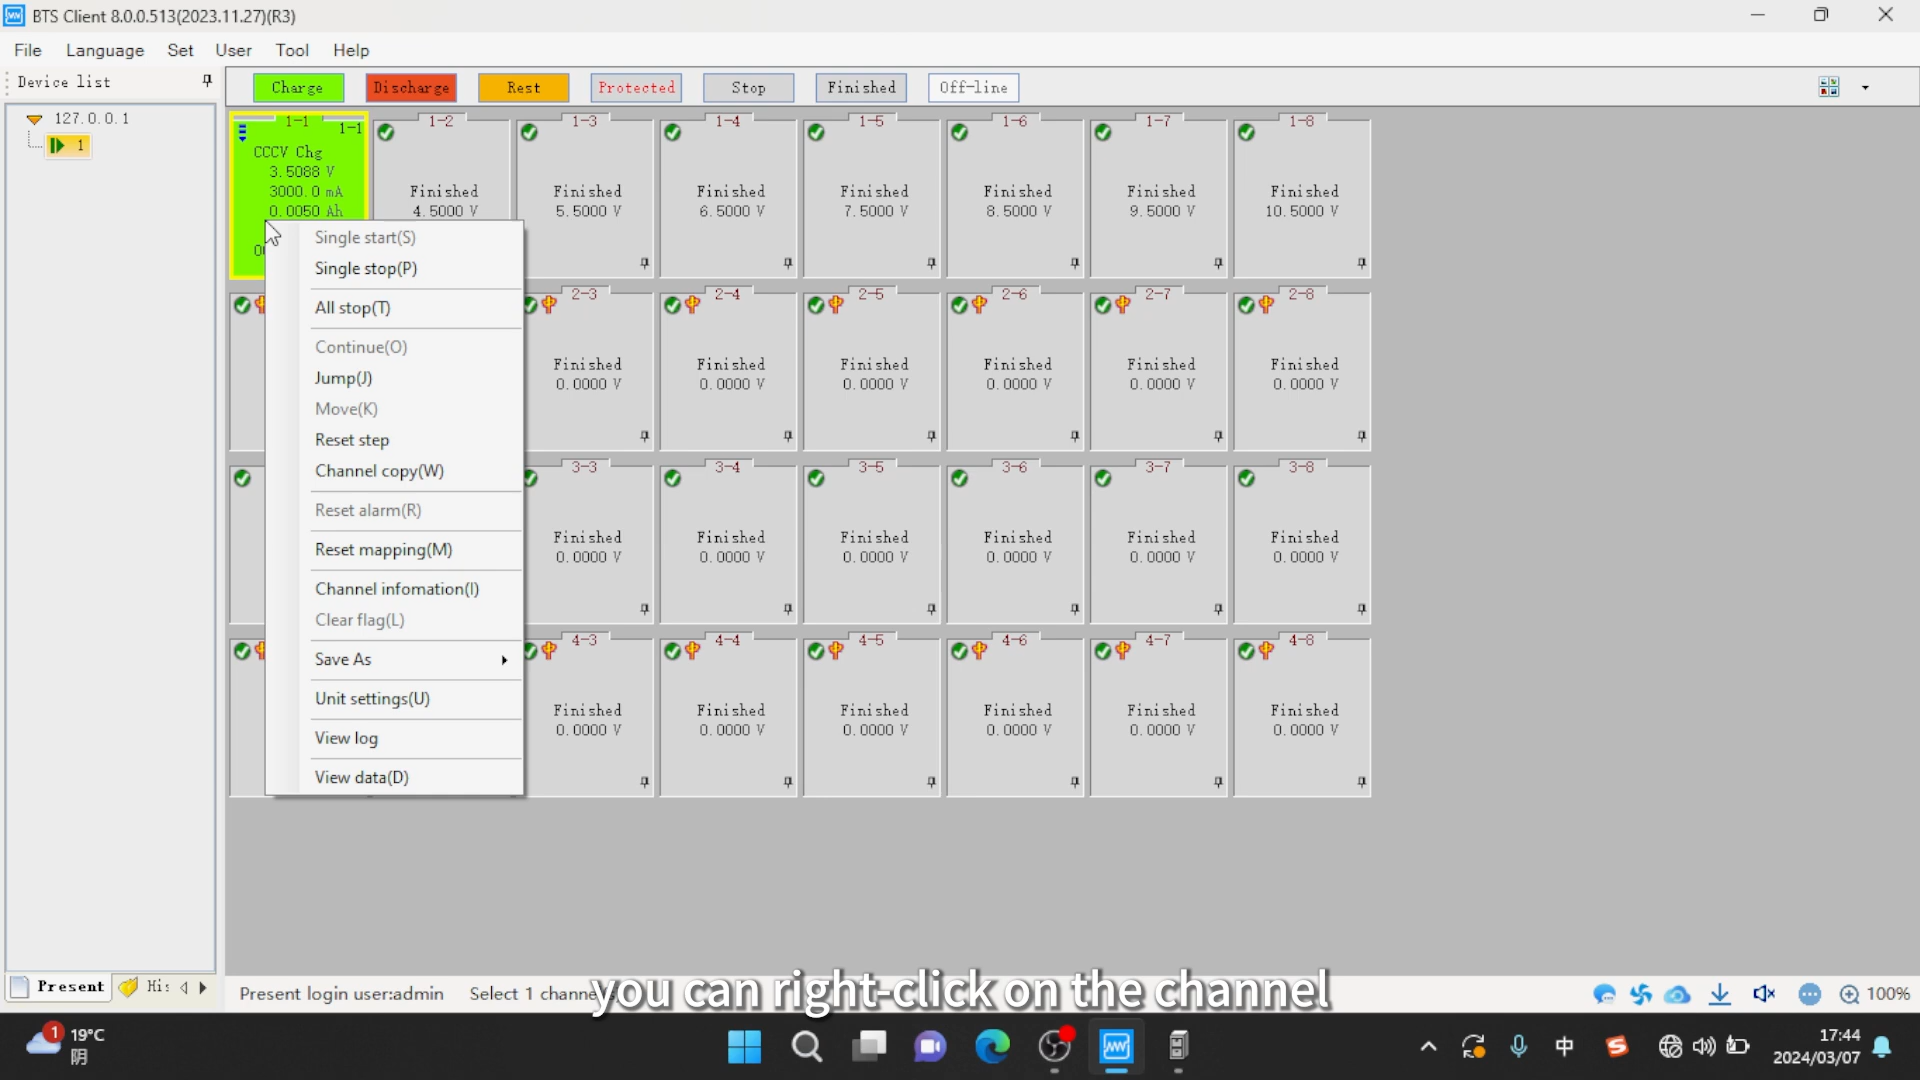 BTS Client 8.0.0.513(2023.11.27)(R3)
File Language Set User Tool Help
Device list
Charge Discharge Rest Protected Stop Finished Off-line
127.0.0.1
1
1-1 1-1
CCCV Chg
3.5088 V
3000.0 mA
0.0050 Ah
1-2
Finished
4.5000 V
1-3
Finished
5.5000 V
1-4
Finished
6.5000 V
1-5
Finished
7.5000 V
1-6
Finished
8.5000 V
1-7
Finished
9.5000 V
1-8
Finished
10.5000 V
Single start(S)
Single stop(P)
All stop(T)
Continue(O)
Jump(J)
Move(K)
Reset step
Channel copy(W)
Reset alarm(R)
Reset mapping(M)
Channel infomation(I)
Clear flag(L)
Save As
Unit settings(U)
View log
View data(D)
2-3
Finished
0.0000 V
2-4
Finished
0.0000 V
2-5
Finished
0.0000 V
2-6
Finished
0.0000 V
2-7
Finished
0.0000 V
2-8
Finished
0.0000 V
3-3
Finished
0.0000 V
3-4
Finished
0.0000 V
3-5
Finished
0.0000 V
3-6
Finished
0.0000 V
3-7
Finished
0.0000 V
3-8
Finished
0.0000 V
4-3
Finished
0.0000 V
4-4
Finished
0.0000 V
4-5
Finished
0.0000 V
4-6
Finished
0.0000 V
4-7
Finished
0.0000 V
4-8
Finished
0.0000 V
Present His
Present login user:admin Select 1 channe
you can right-click on the channel
100%
1
19°C
阴
中
17:44
2024/03/07